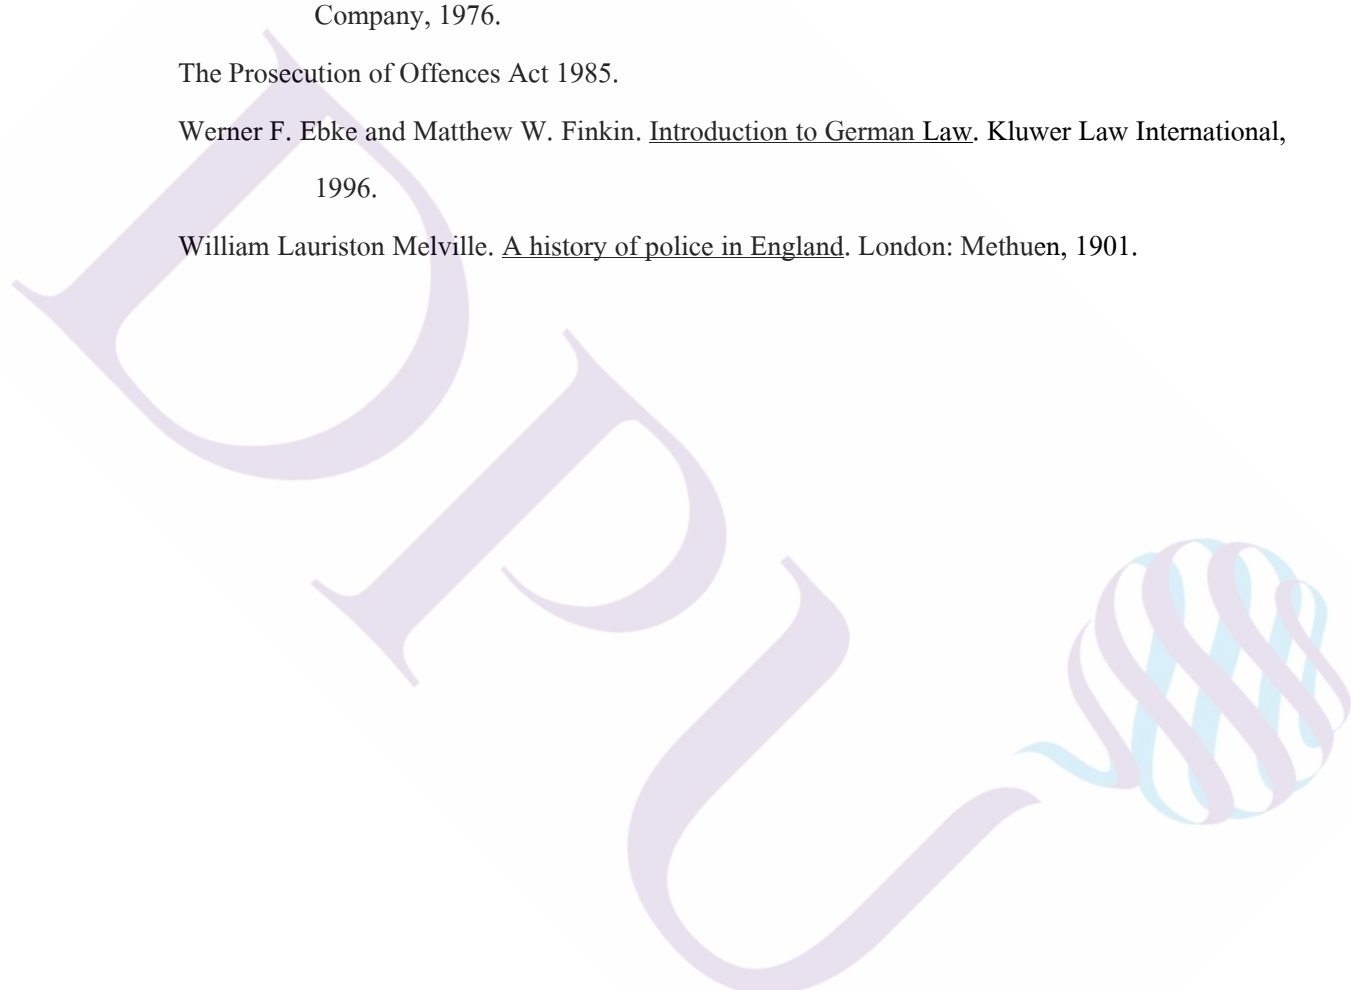 Company, 1976.
The Prosecution of Offences Act 1985.
Werner F. Ebke and Matthew W. Finkin. Introduction to German Law. Kluwer Law International,
1996.
William Lauriston Melville. A history of police in England. London: Methuen, 1901.
DPU